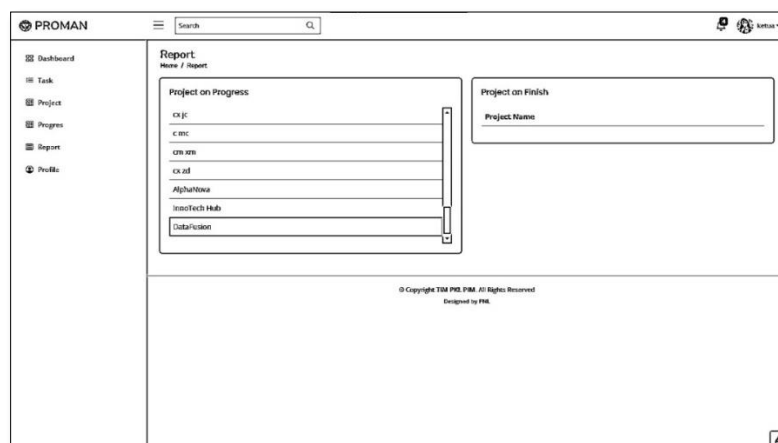 PROMAN
Search
4
ketua
Dashboard
Task
Project
Progres
Report
Profile
Report
Home / Report
Project on Progress
cx jc
c mc
cm xm
cx zd
AlphaNova
InnoTech Hub
DataFusion
Project on Finish
Project Name
© Copyright TIM PKL PIM. All Rights Reserved
Designed by PNL